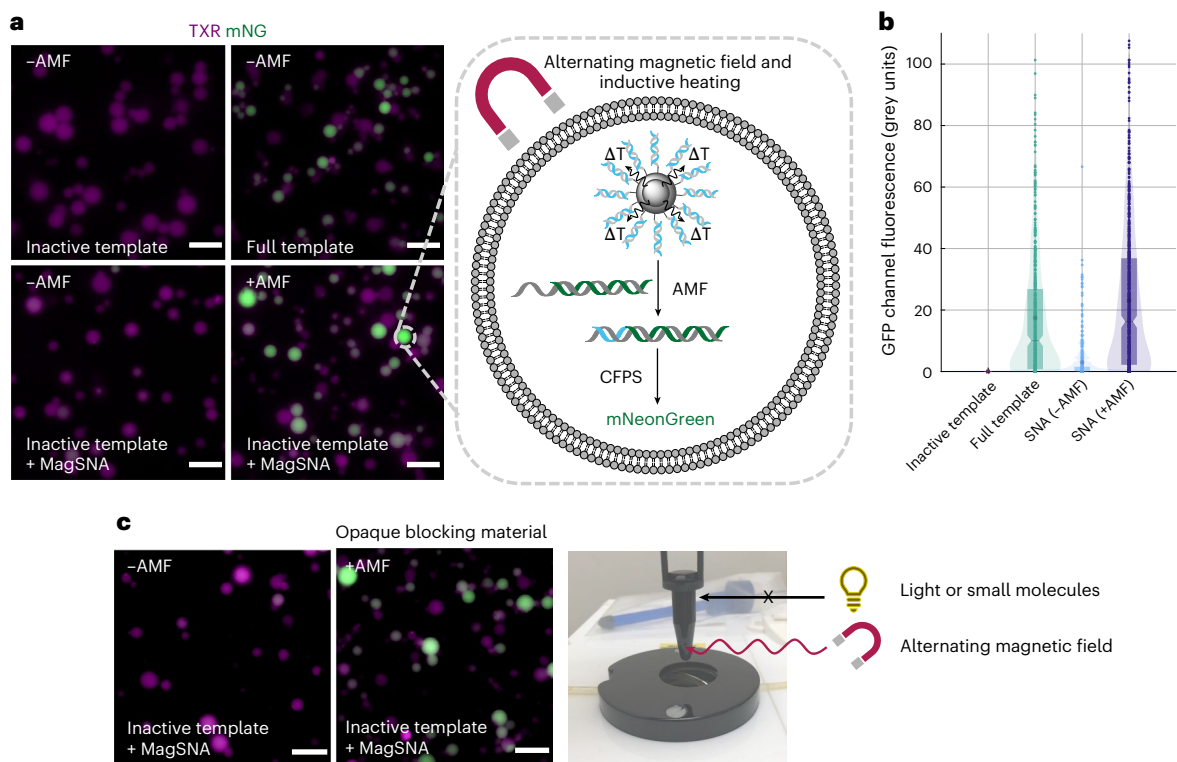 a
TXR mNG
–AMF
Inactive template
–AMF
Full template
–AMF
Inactive template
+ MagSNA
+AMF
Inactive template
+ MagSNA
Alternating magnetic field and
inductive heating
ΔT
ΔT
ΔT
ΔT
AMF
CFPS
mNeonGreen
b
GFP channel fluorescence (grey units)
100
80
60
40
20
0
Inactive template
Full template
SNA (–AMF)
SNA (+AMF)
c
Opaque blocking material
–AMF
Inactive template
+ MagSNA
+AMF
Inactive template
+ MagSNA
X
Light or small molecules
Alternating magnetic field